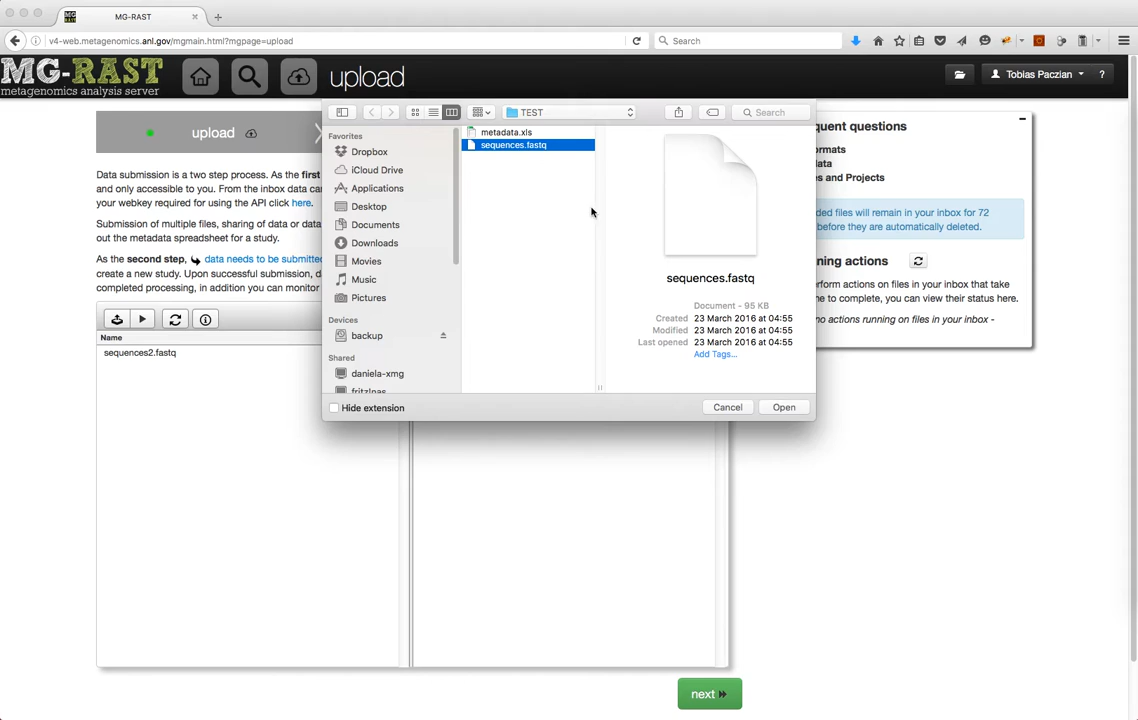 MG-RAST
v4-web.metagenomics.anl.gov/mgmain.html?mgpage=upload
Search
MG-RAST
metagenomics analysis server
upload
Tobias Paczian
?
upload
Data submission is a two step process. As the first
and only accessible to you. From the inbox data ca
your webkey required for using the API click here.
Submission of multiple files, sharing of data or data
out the metadata spreadsheet for a study.
As the second step, data needs to be submitted
create a new study. Upon successful submission, d
completed processing, in addition you can monitor
Name
sequences2.fastq
TEST
Search
Favorites
Dropbox
iCloud Drive
Applications
Desktop
Documents
Downloads
Movies
Music
Pictures
Devices
backup
Shared
daniela-xmg
fritzlnas
metadata.xls
sequences.fastq
sequences.fastq
Document - 95 KB
Created 23 March 2016 at 04:55
Modified 23 March 2016 at 04:55
Last opened 23 March 2016 at 04:55
Add Tags...
Hide extension
Cancel
Open
quent questions
ormats
data
es and Projects
ded files will remain in your inbox for 72
before they are automatically deleted.
ning actions
erform actions on files in your inbox that take
me to complete, you can view their status here.
no actions running on files in your inbox -
next